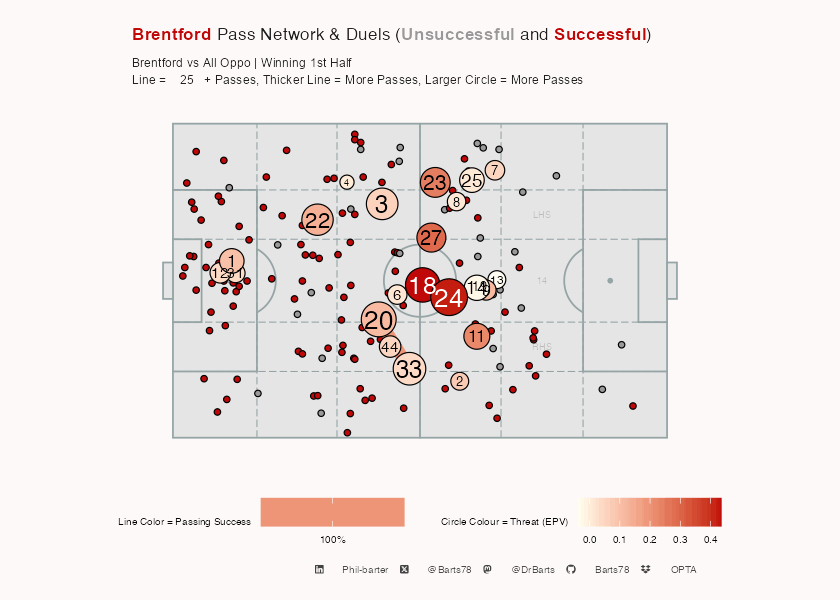 Brentford Pass Network & Duels (Unsuccessful and Successful)
Brentford vs All Oppo | Winning 1st Half
Line = 25 + Passes, Thicker Line = More Passes, Larger Circle = More Passes
7
4
23
25
3
8
22
LHS
27
1
12 31
13
14
18
14
6
24
20
11
44
RHS
33
2
Line Color = Passing Success
100%
Circle Colour = Threat (EPV)
0.0 0.1 0.2 0.3 0.4
Phil-barter @Barts78 @DrBarts Barts78 OPTA